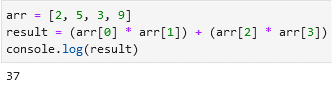 arr = [2, 5, 3, 9]
result = (arr[0] * arr[1]) + (arr[2] * arr[3])
console.log(result)
37